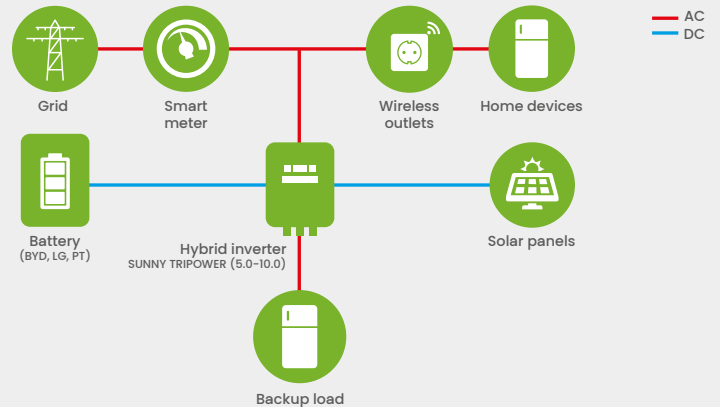 AC
DC
Grid
Smart
meter
Wireless
outlets
Home devices
Battery
(BYD, LG, PT)
Hybrid inverter
SUNNY TRIPOWER (5.0-10.0)
Solar panels
Backup load